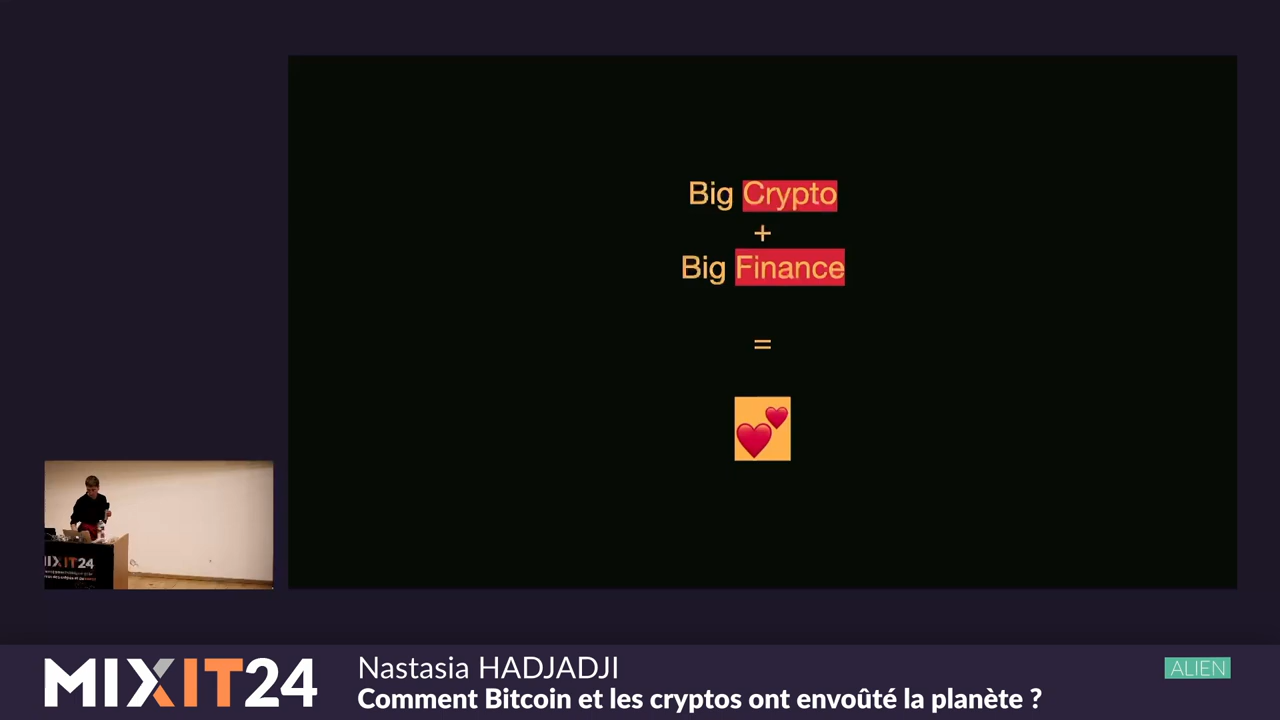 Big Crypto
+
Big Finance
=
MIXIT24
MIXIT24
Nastasia HADJADJI
Comment Bitcoin et les cryptos ont envoûté la planète ?
ALIEN